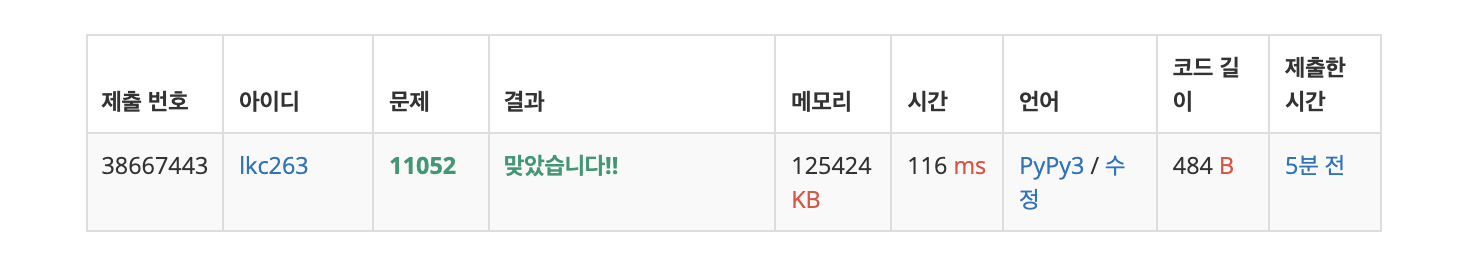 제출 번호 아이디 문제 결과 메모리 시간 언어 코드 길
이 제출한
시간
38667443 lkc263 11052 맞았습니다!! 125424
KB 116 ms PyPy3 / 수
정 484 B 5분 전